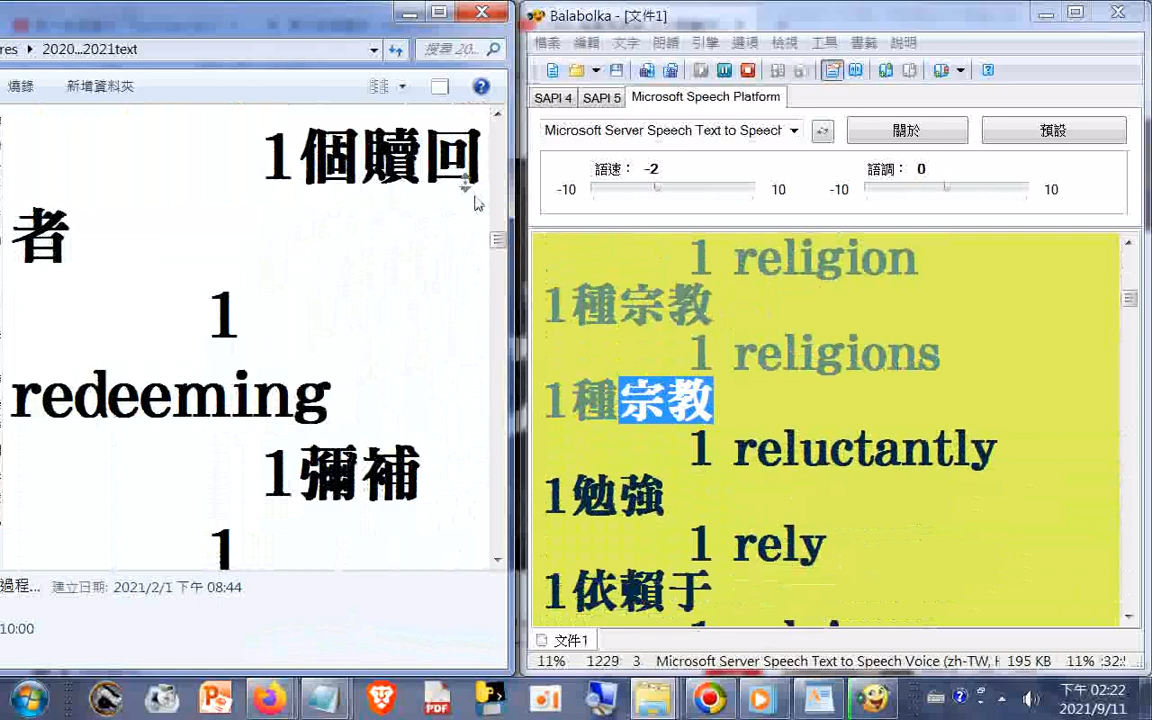 res ▸ 2020...2021text
搜尋 20...
燒錄 新增資料夾
1個贖回
者
1
redeeming
1彌補
1
過程... 建立日期: 2021/2/1 下午 08:44
10:00
Balabolka - [文件1]
檔案 編輯 文字 朗讀 引擎 選項 檢視 工具 書籤 說明
SAPI 4 SAPI 5 Microsoft Speech Platform
Microsoft Server Speech Text to Speech 關於 預設
語速： -2 語調： 0
-10 10 -10 10
1 religion
1種宗教
1 religions
1種宗教
1 reluctantly
1勉強
1 rely
1依賴于
文件1
11% 1229 3 Microsoft Server Speech Text to Speech Voice (zh-TW, 195 KB 11%
下午 02:22
2021/9/11